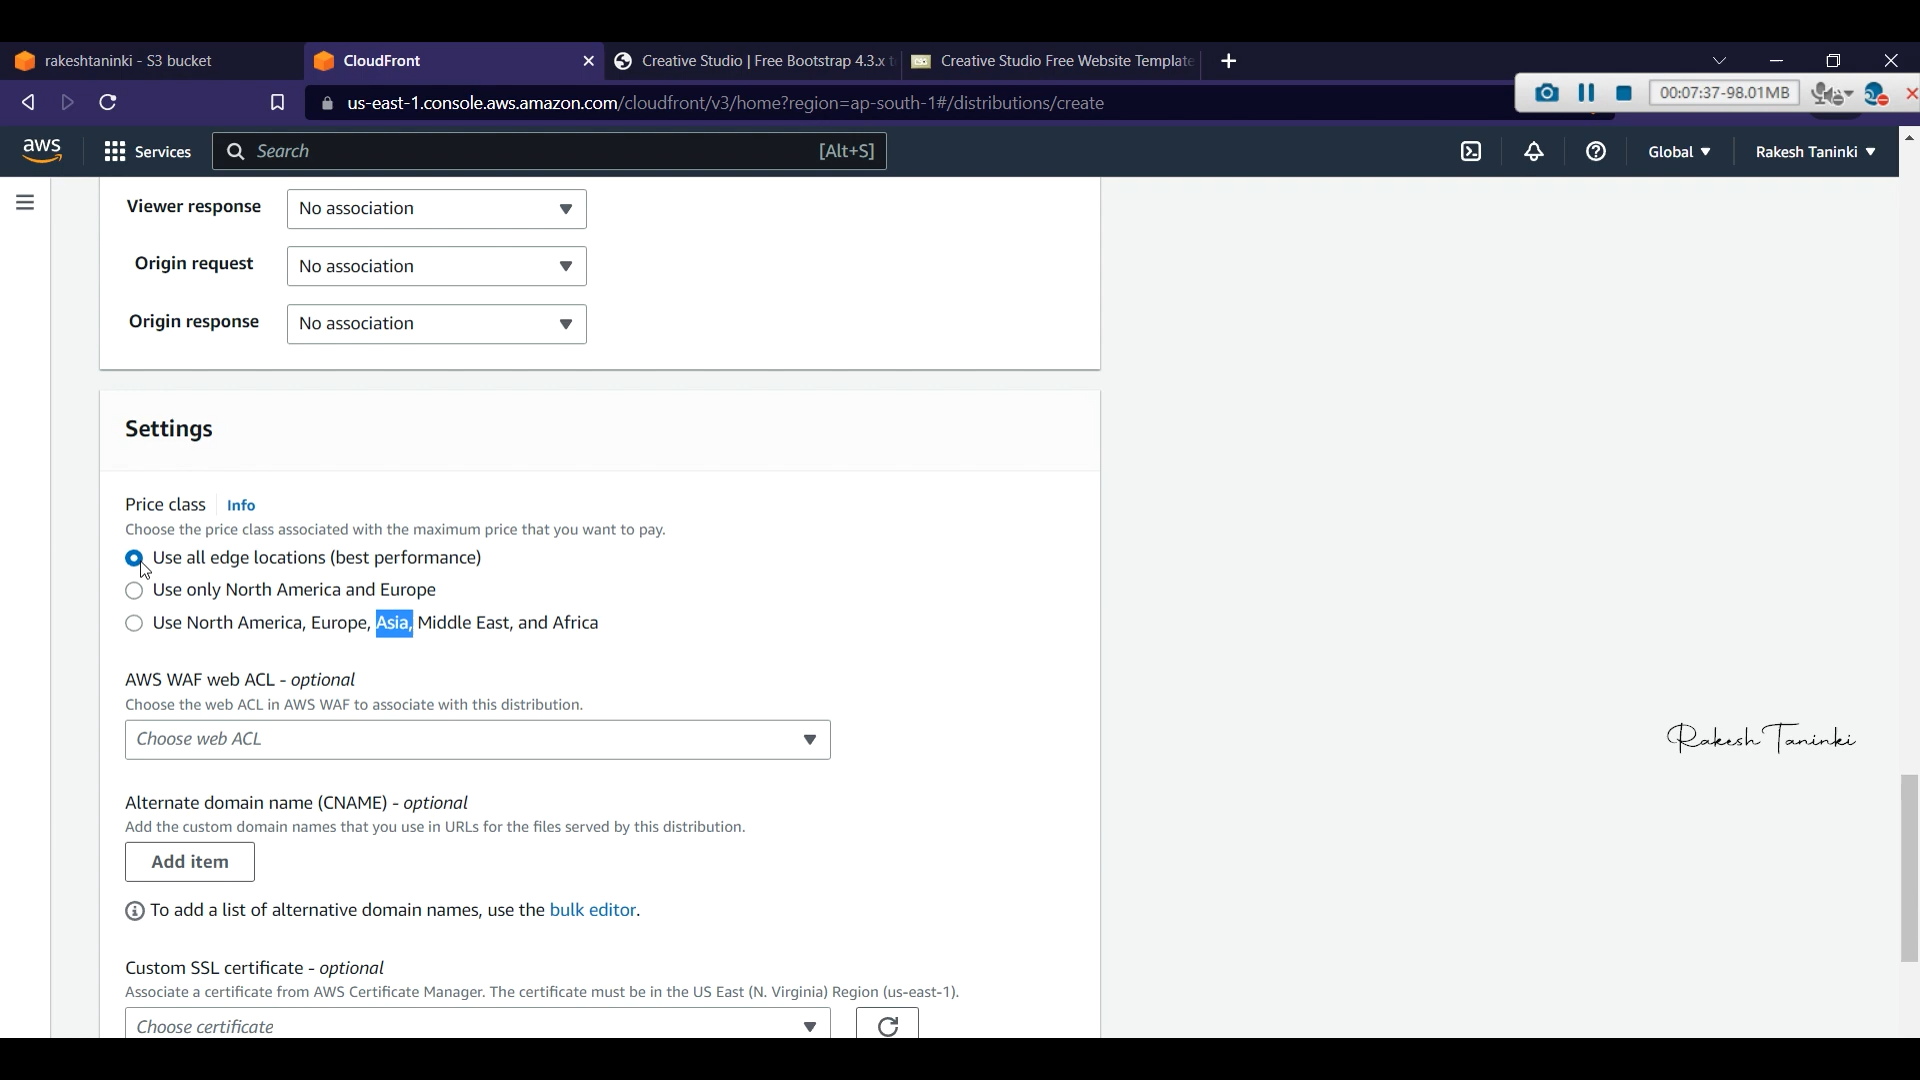 rakeshtaninki - S3 bucket
CloudFront
Creative Studio | Free Bootstrap 4.3.x t
Creative Studio Free Website Template
us-east-1.console.aws.amazon.com/cloudfront/v3/home?region=ap-south-1#/distributions/create
00:07:37-98.01MB
aws
Services
Search
[Alt+S]
Global
Rakesh Taninki
Viewer response
No association
Origin request
No association
Origin response
No association
Settings
Price class
Info
Choose the price class associated with the maximum price that you want to pay.
Use all edge locations (best performance)
Use only North America and Europe
Use North America, Europe, Asia, Middle East, and Africa
AWS WAF web ACL - optional
Choose the web ACL in AWS WAF to associate with this distribution.
Choose web ACL
Rakesh Taninki
Alternate domain name (CNAME) - optional
Add the custom domain names that you use in URLs for the files served by this distribution.
Add item
To add a list of alternative domain names, use the bulk editor.
Custom SSL certificate - optional
Associate a certificate from AWS Certificate Manager. The certificate must be in the US East (N. Virginia) Region (us-east-1).
Choose certificate